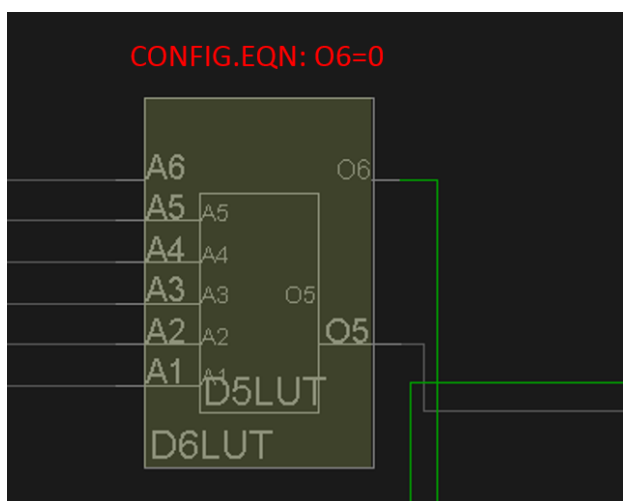 CONFIG.EQN: O6=0
A6
O6
A5
A5
A4
A4
A3
A3
O5
A2
A2
O5
A1
A1
D5LUT
D6LUT